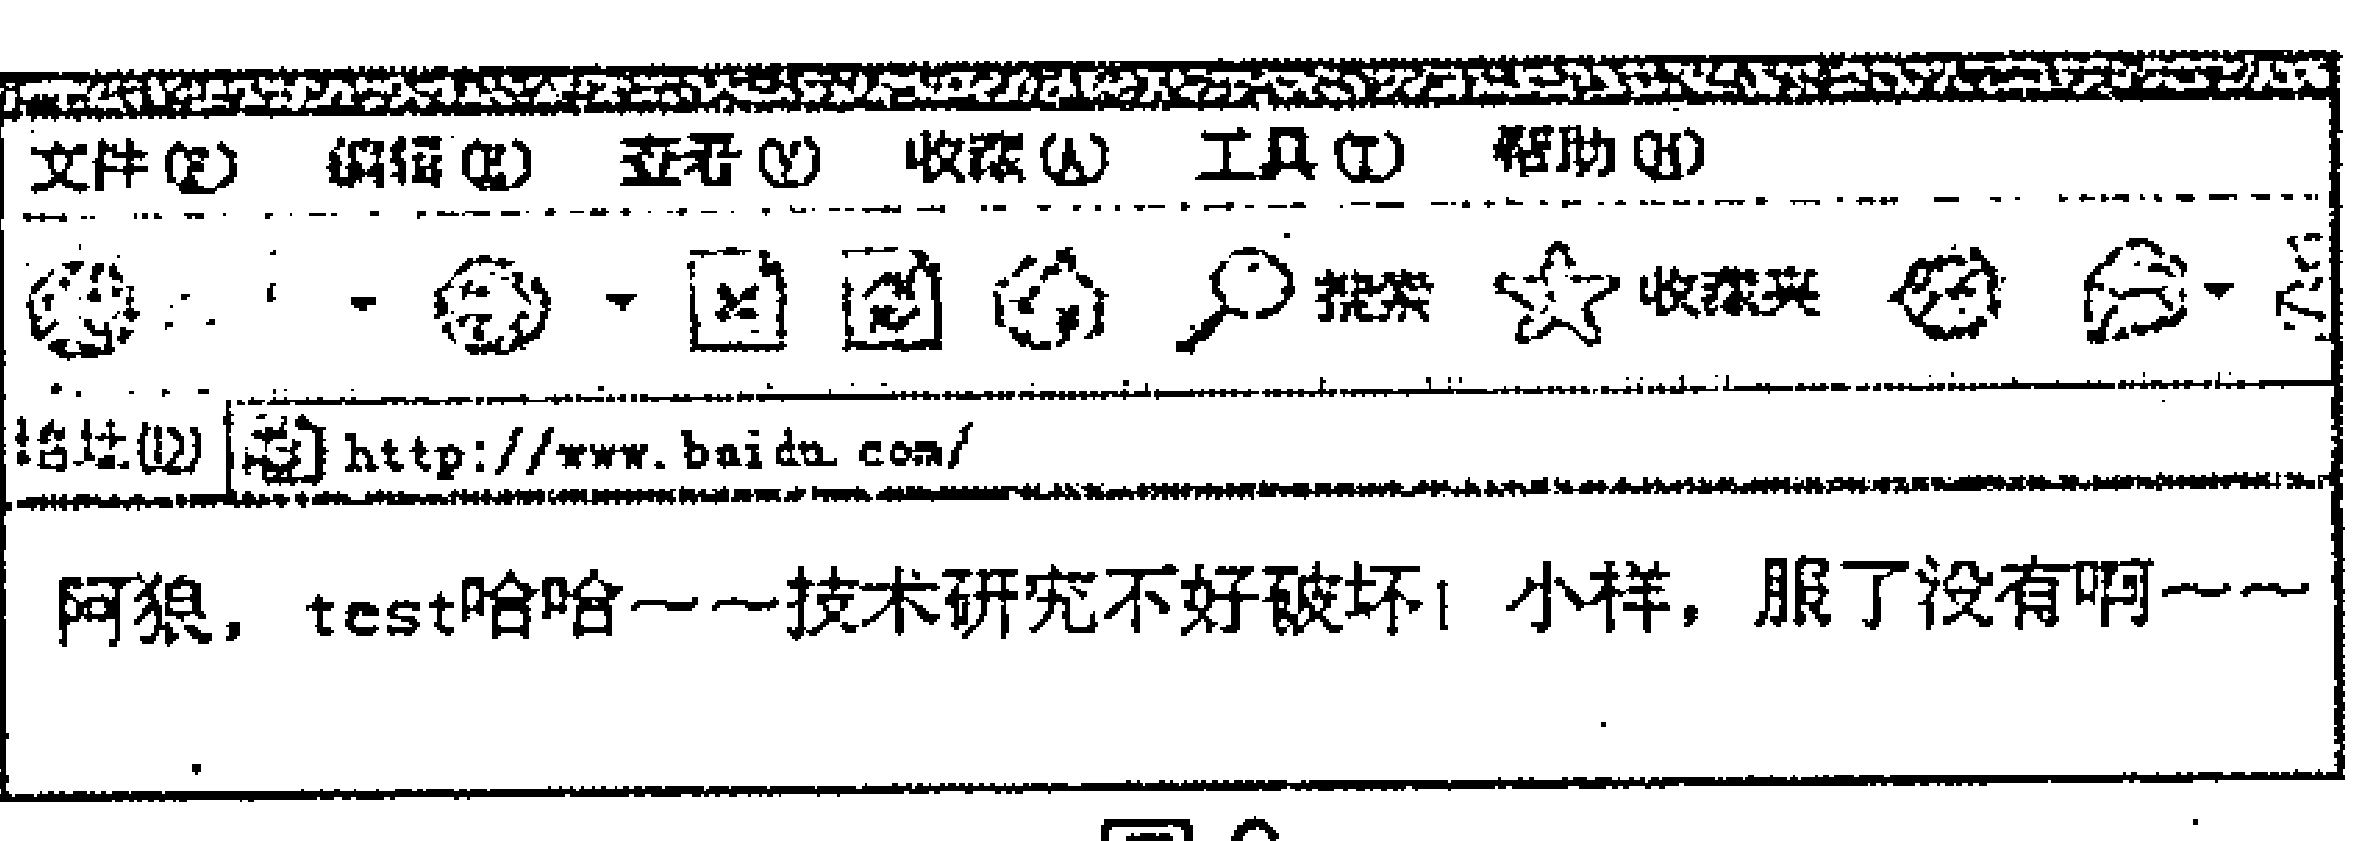 文件(F) 编辑(E) 查看(V) 收藏(A) 工具(T) 帮助(H)
搜索 收藏夹
地址(D) http://www.baidu.com/
阿狼，test哈哈～～技术研究不好破坏！小样，服了没有啊～～